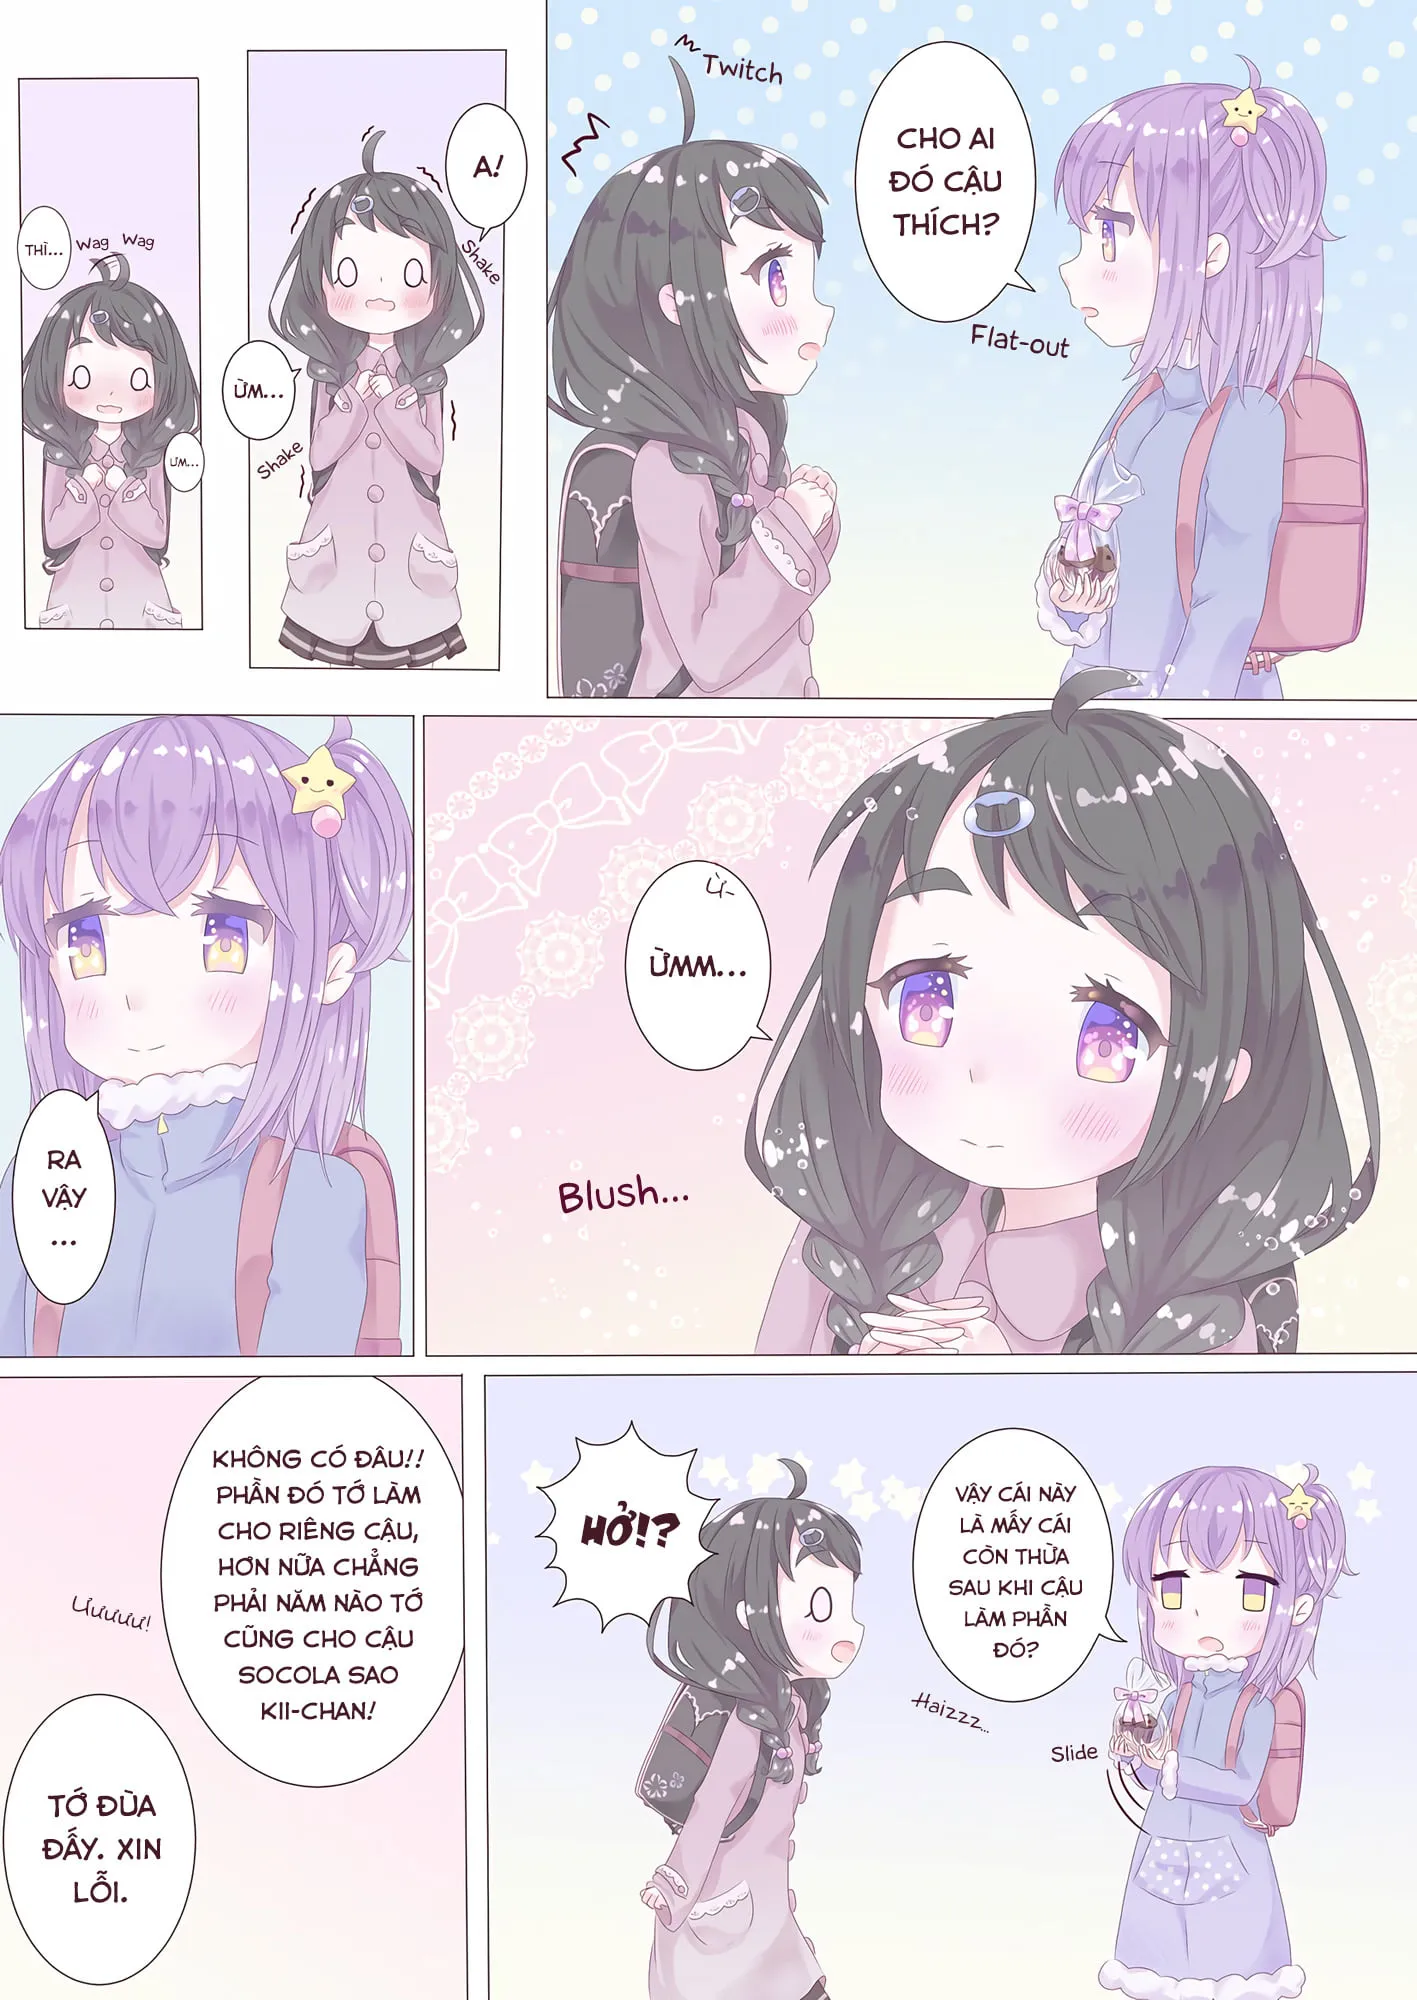 Twitch
CHO AI
ĐÓ CẬU
THÍCH?
Flat-out
A!
Shake
ỪM...
Shake
THÌ...
Wag Wag
ƯM...
Ừ-
ỪMM...
Blush...
RA
VẬY
...
VẬY CÁI NÀY
LÀ MẤY CÁI
CÒN THỪA
SAU KHI CẬU
LÀM PHẦN
ĐÓ?
HỞ!?
Haizzz...
Slide
KHÔNG CÓ ĐÂU!!
PHẦN ĐÓ TỚ LÀM
CHO RIÊNG CẬU,
HƠN NỮA CHẲNG
PHẢI NĂM NÀO TỚ
CŨNG CHO CẬU
SOCOLA SAO
KII-CHAN!
Ưưưưư!
TỚ ĐÙA
ĐẤY. XIN
LỖI.